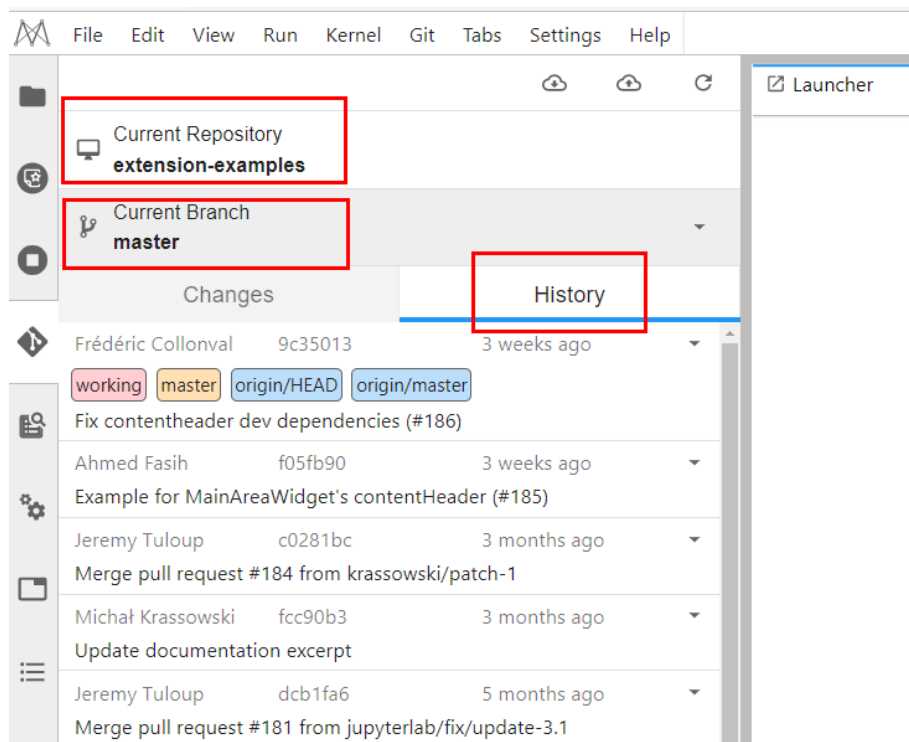 File Edit View Run Kernel Git Tabs Settings Help
Launcher
Current Repository
extension-examples
Current Branch
master
Changes History
Frédéric Collonval 9c35013 3 weeks ago
working master origin/HEAD origin/master
Fix contentheader dev dependencies (#186)
Ahmed Fasih f05fb90 3 weeks ago
Example for MainAreaWidget's contentHeader (#185)
Jeremy Tuloup c0281bc 3 months ago
Merge pull request #184 from krassowski/patch-1
Michał Krassowski fcc90b3 3 months ago
Update documentation excerpt
Jeremy Tuloup dcb1fa6 5 months ago
Merge pull request #181 from jupyterlab/fix/update-3.1